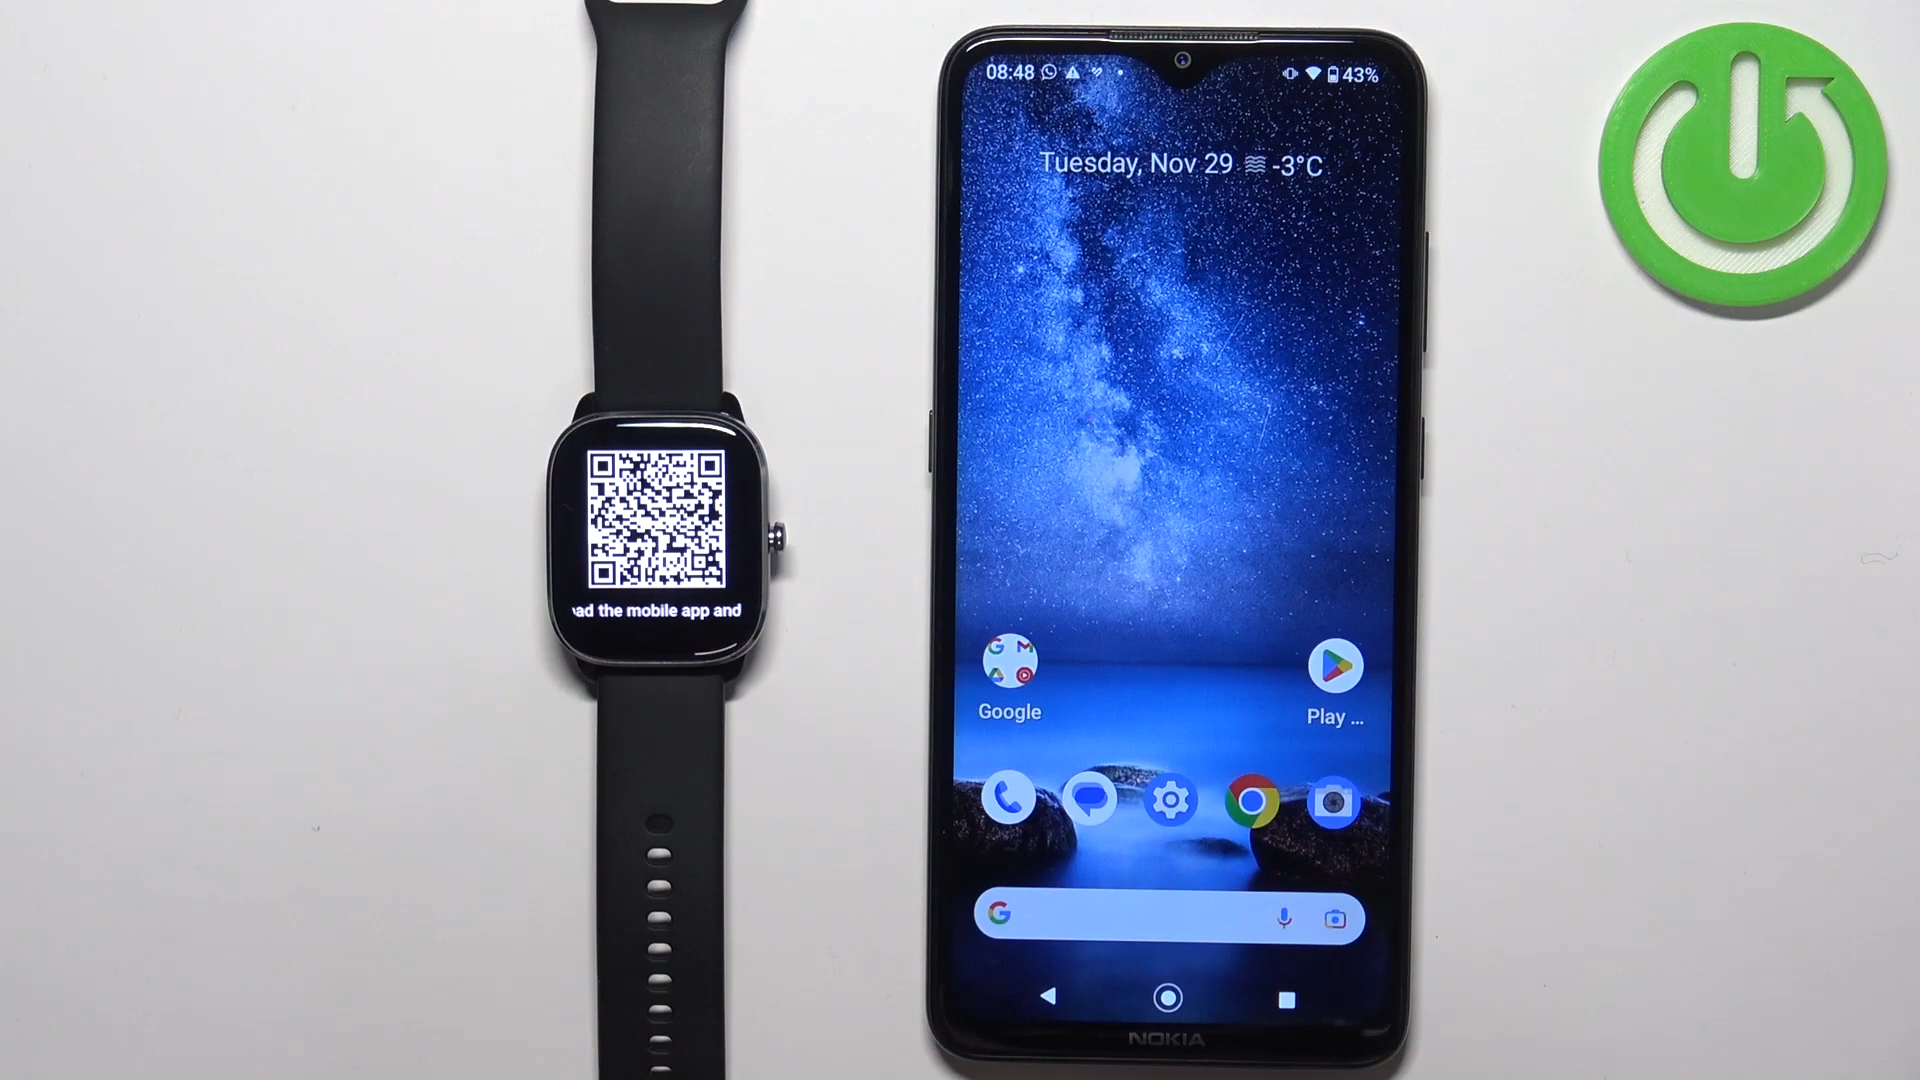 08:48
43%
Tuesday, Nov 29 -3°C
ad the mobile app and
Google
Play ...
NOKIA